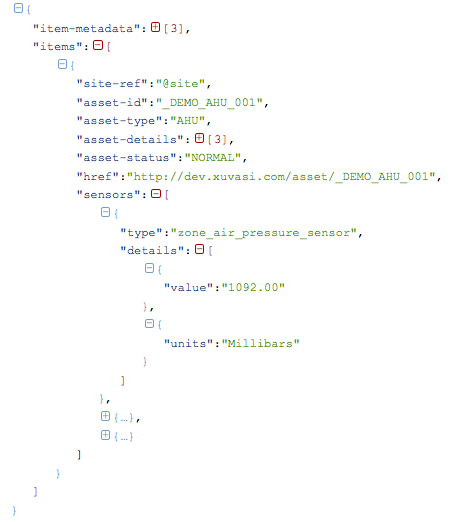 {
"item-metadata":[3],
"items":[
{
"site-ref":"@site",
"asset-id":"_DEMO_AHU_001",
"asset-type":"AHU",
"asset-details":[3],
"asset-status":"NORMAL",
"href":"http://dev.xuvasi.com/asset/_DEMO_AHU_001",
"sensors":[
{
"type":"zone_air_pressure_sensor",
"details":[
{
"value":"1092.00"
},
{
"units":"Millibars"
}
]
},
{…},
{…}
]
}
]
}